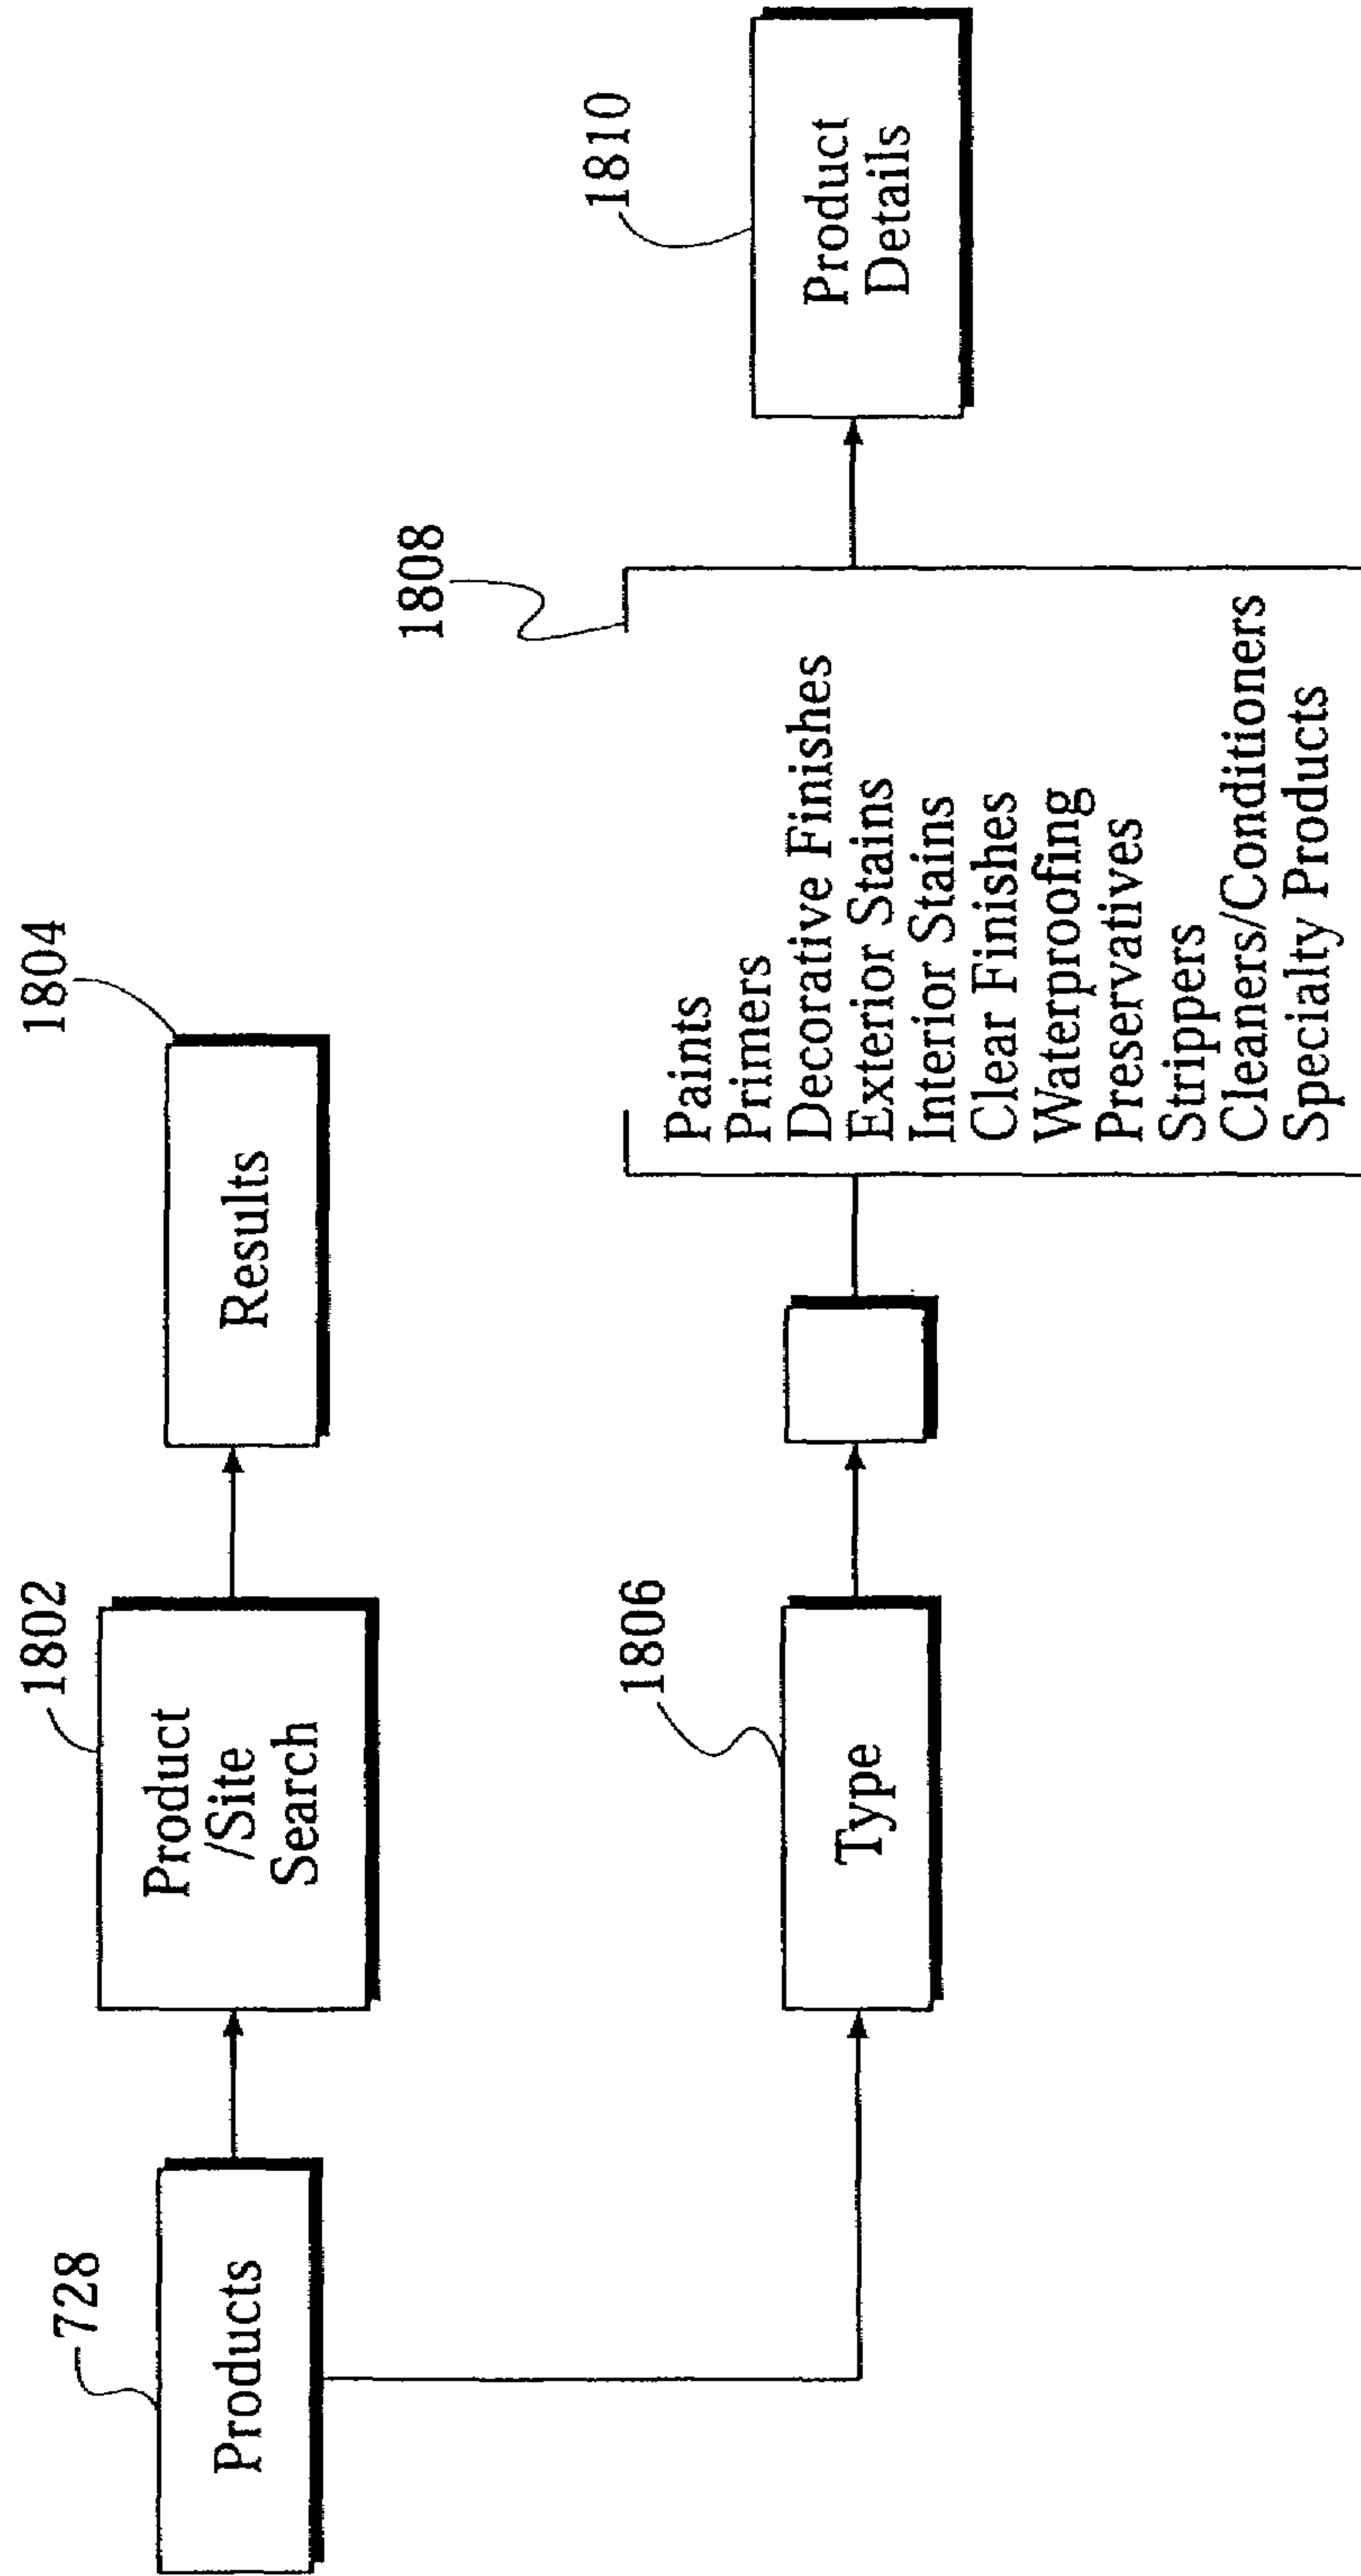 728
Products
1802
Product
/Site
Search
1804
Results
1806
Type
1808
Paints
Primers
Decorative Finishes
Exterior Stains
Interior Stains
Clear Finishes
Waterproofing
Preservatives
Strippers
Cleaners/Conditioners
Specialty Products
1810
Product
Details